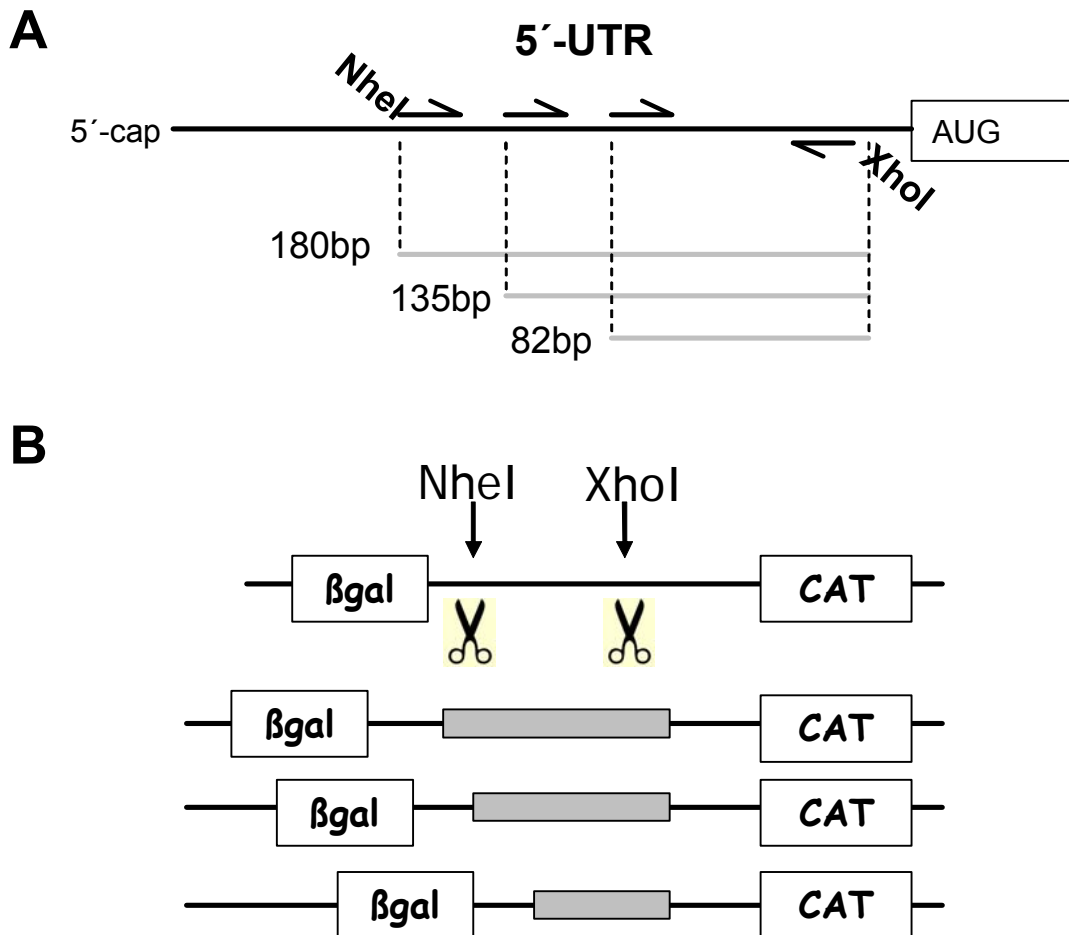 A
5´-UTR
NheI
5´-cap
AUG
XhoI
180bp
135bp
82bp
B
NheI XhoI
ßgal CAT
ßgal CAT
ßgal CAT
ßgal CAT